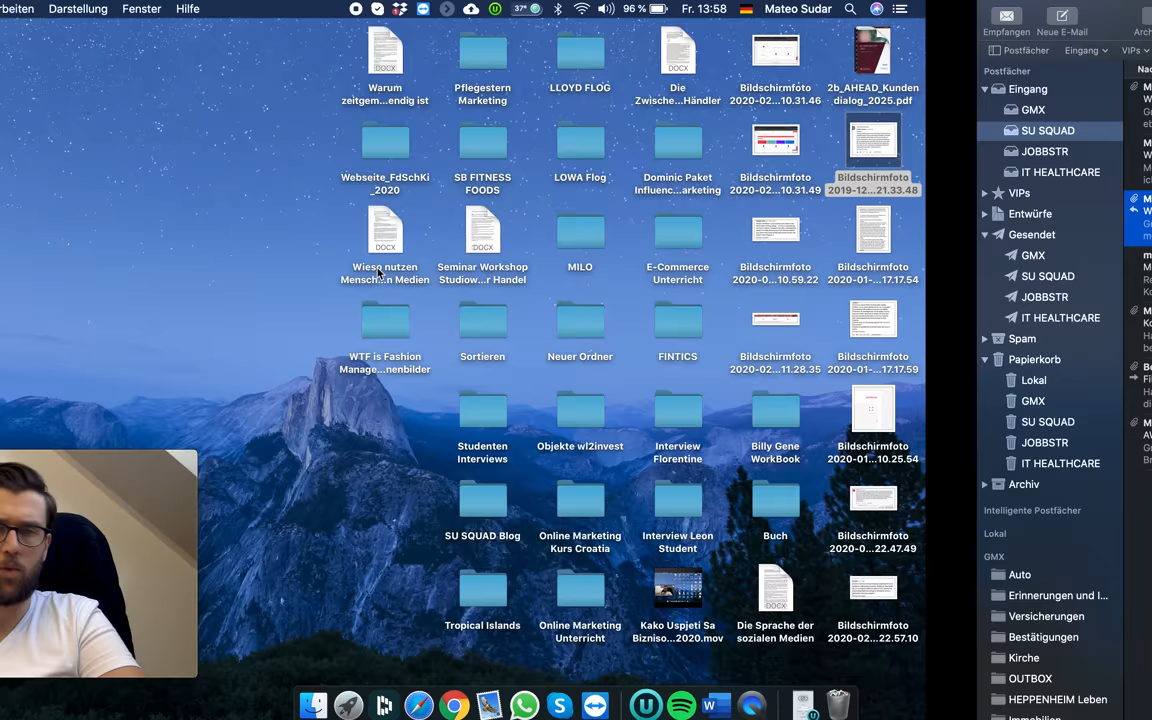 rbeiten Darstellung Fenster Hilfe 37° 96 % Fr. 13:58 Mateo Sudar
Empfangen Neue E-Mail Arc
Postfächer Eingang VIPs
Warum
zeitgem...endig ist
Pflegestern
Marketing
LLOYD FLOG
Die
Zwische...Händler
Bildschirmfoto
2020-02...10.31.46
2b_AHEAD_Kunden
dialog_2025.pdf
Webseite_FdSchKi
_2020
SB FITNESS
FOODS
LOWA Flog
Dominic Paket
Influenc...arketing
Bildschirmfoto
2020-02...10.31.49
Bildschirmfoto
2019-12...21.33.48
Wieso nutzen
Mensch...n Medien
Seminar Workshop
Studiow...r Handel
MILO
E-Commerce
Unterricht
Bildschirmfoto
2020-0...10.59.22
Bildschirmfoto
2020-01-...17.17.54
WTF is Fashion
Manage...nenbilder
Sortieren
Neuer Ordner
FINTICS
Bildschirmfoto
2020-02...11.28.35
Bildschirmfoto
2020-01-...17.17.59
Studenten
Interviews
Objekte wl2invest
Interview
Florentine
Billy Gene
WorkBook
Bildschirmfoto
2020-01...10.25.54
SU SQUAD Blog
Online Marketing
Kurs Croatia
Interview Leon
Student
Buch
Bildschirmfoto
2020-0...22.47.49
Tropical Islands
Online Marketing
Unterricht
Kako Uspjeti Sa
Bizniso...2020.mov
Die Sprache der
sozialen Medien
Bildschirmfoto
2020-02...22.57.10
DOCX
DOCX
DOCX
DOCX
Postfächer
Eingang
GMX
SU SQUAD
JOBBSTR
IT HEALTHCARE
VIPs
Entwürfe
Gesendet
GMX
SU SQUAD
JOBBSTR
IT HEALTHCARE
Spam
Papierkorb
Lokal
GMX
SU SQUAD
JOBBSTR
IT HEALTHCARE
Archiv
Intelligente Postfächer
Lokal
GMX
Auto
Erinnerungen und I...
Versicherungen
Bestätigungen
Kirche
OUTBOX
HEPPENHEIM Leben
Immobilien